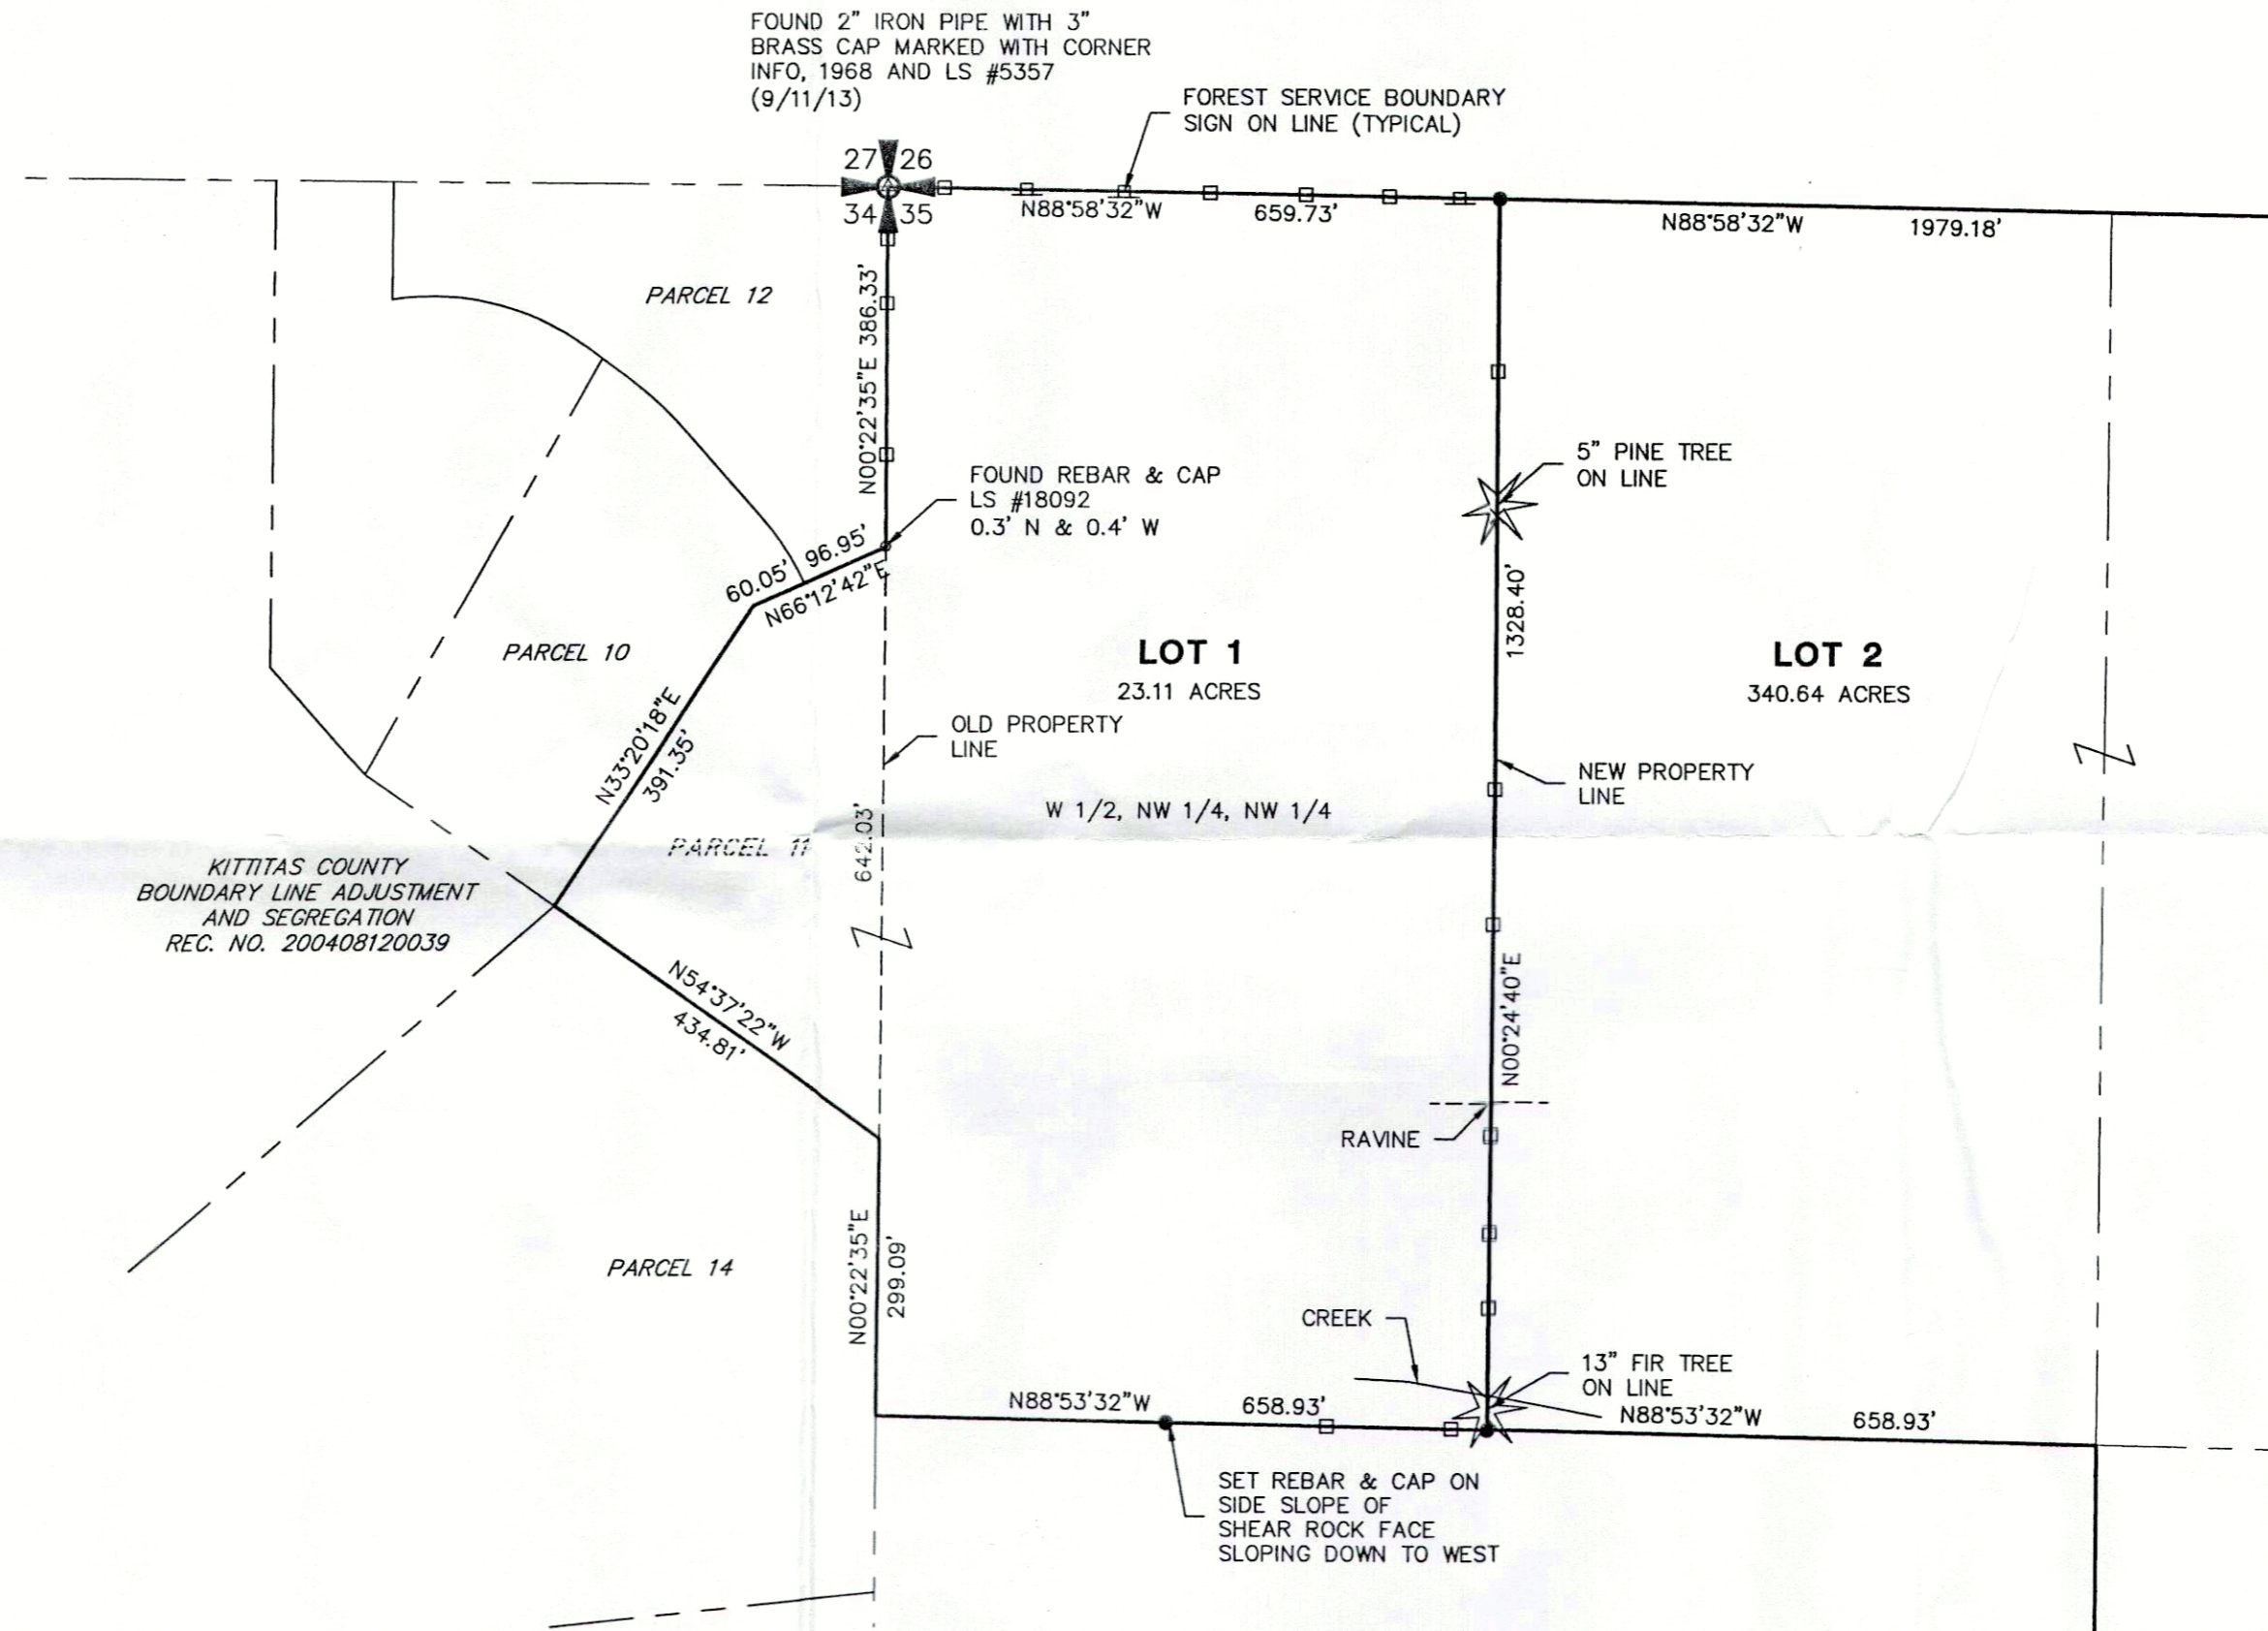 FOUND 2" IRON PIPE WITH 3"
BRASS CAP MARKED WITH CORNER
INFO, 1968 AND LS #5357
(9/11/13)
FOREST SERVICE BOUNDARY
SIGN ON LINE (TYPICAL)
27 26
34 35
N88°58'32"W 659.73'
N88°58'32"W 1979.18'
PARCEL 12
N00°22'35"E 386.33'
5" PINE TREE
ON LINE
FOUND REBAR & CAP
LS #18092
0.3' N & 0.4' W
60.05' 96.95'
N66°12'42"E
1328.40'
PARCEL 10
LOT 1
23.11 ACRES
LOT 2
340.64 ACRES
N33°20'18"E
391.35'
OLD PROPERTY
LINE
NEW PROPERTY
LINE
W 1/2, NW 1/4, NW 1/4
642.03'
PARCEL 11
KITTITAS COUNTY
BOUNDARY LINE ADJUSTMENT
AND SEGREGATION
REC. NO. 200408120039
N54°37'22"W
434.81'
N00°24'40"E
RAVINE
PARCEL 14
N00°22'35"E
299.09'
CREEK
13" FIR TREE
ON LINE
N88°53'32"W 658.93'
N88°53'32"W 658.93'
SET REBAR & CAP ON
SIDE SLOPE OF
SHEAR ROCK FACE
SLOPING DOWN TO WEST